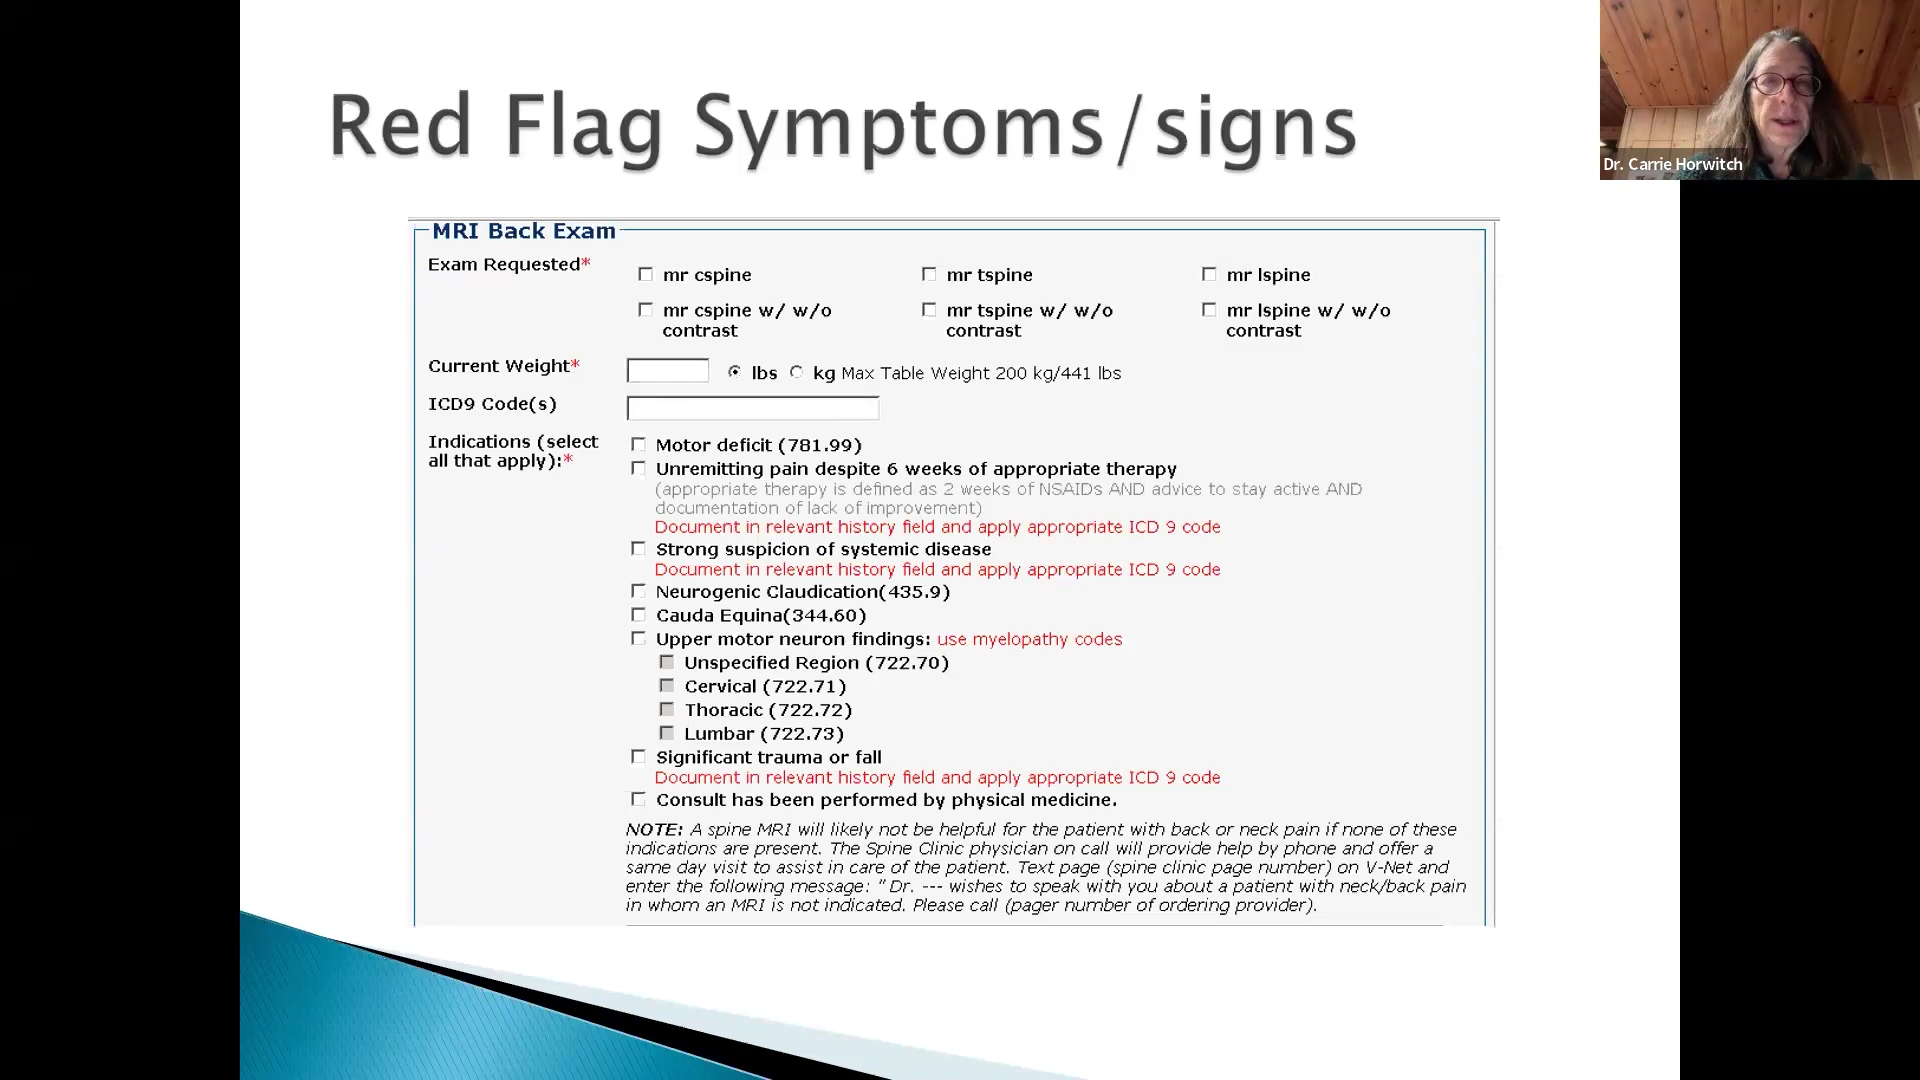 Red Flag Symptoms/signs
Dr. Carrie Horwitch
MRI Back Exam
Exam Requested*
mr cspine
mr tspine
mr lspine
mr cspine w/ w/o
contrast
mr tspine w/ w/o
contrast
mr lspine w/ w/o
contrast
Current Weight*
lbs
kg Max Table Weight 200 kg/441 lbs
ICD9 Code(s)
Indications (select
all that apply):*
Motor deficit (781.99)
Unremitting pain despite 6 weeks of appropriate therapy
(appropriate therapy is defined as 2 weeks of NSAIDs AND advice to stay active AND
documentation of lack of improvement)
Document in relevant history field and apply appropriate ICD 9 code
Strong suspicion of systemic disease
Document in relevant history field and apply appropriate ICD 9 code
Neurogenic Claudication(435.9)
Cauda Equina(344.60)
Upper motor neuron findings: use myelopathy codes
Unspecified Region (722.70)
Cervical (722.71)
Thoracic (722.72)
Lumbar (722.73)
Significant trauma or fall
Document in relevant history field and apply appropriate ICD 9 code
Consult has been performed by physical medicine.
NOTE: A spine MRI will likely not be helpful for the patient with back or neck pain if none of these
indications are present. The Spine Clinic physician on call will provide help by phone and offer a
same day visit to assist in care of the patient. Text page (spine clinic page number) on V-Net and
enter the following message: "Dr. --- wishes to speak with you about a patient with neck/back pain
in whom an MRI is not indicated. Please call (pager number of ordering provider).